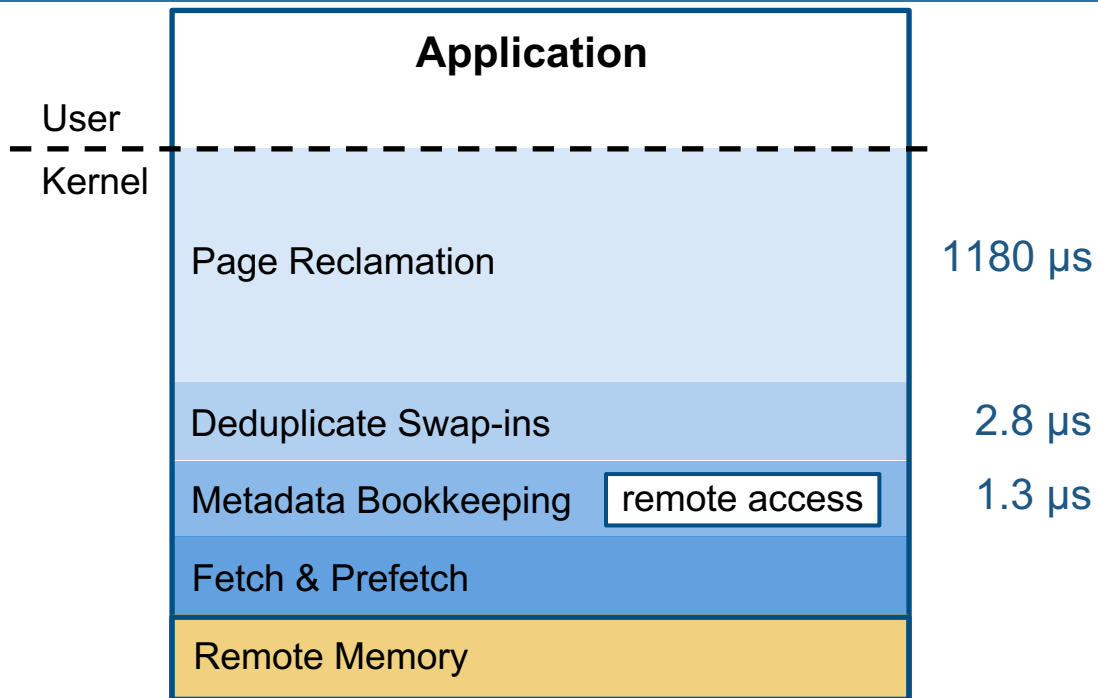 Application
User
Kernel
Page Reclamation 1180 µs
Deduplicate Swap-ins 2.8 µs
Metadata Bookkeeping remote access 1.3 µs
Fetch & Prefetch
Remote Memory